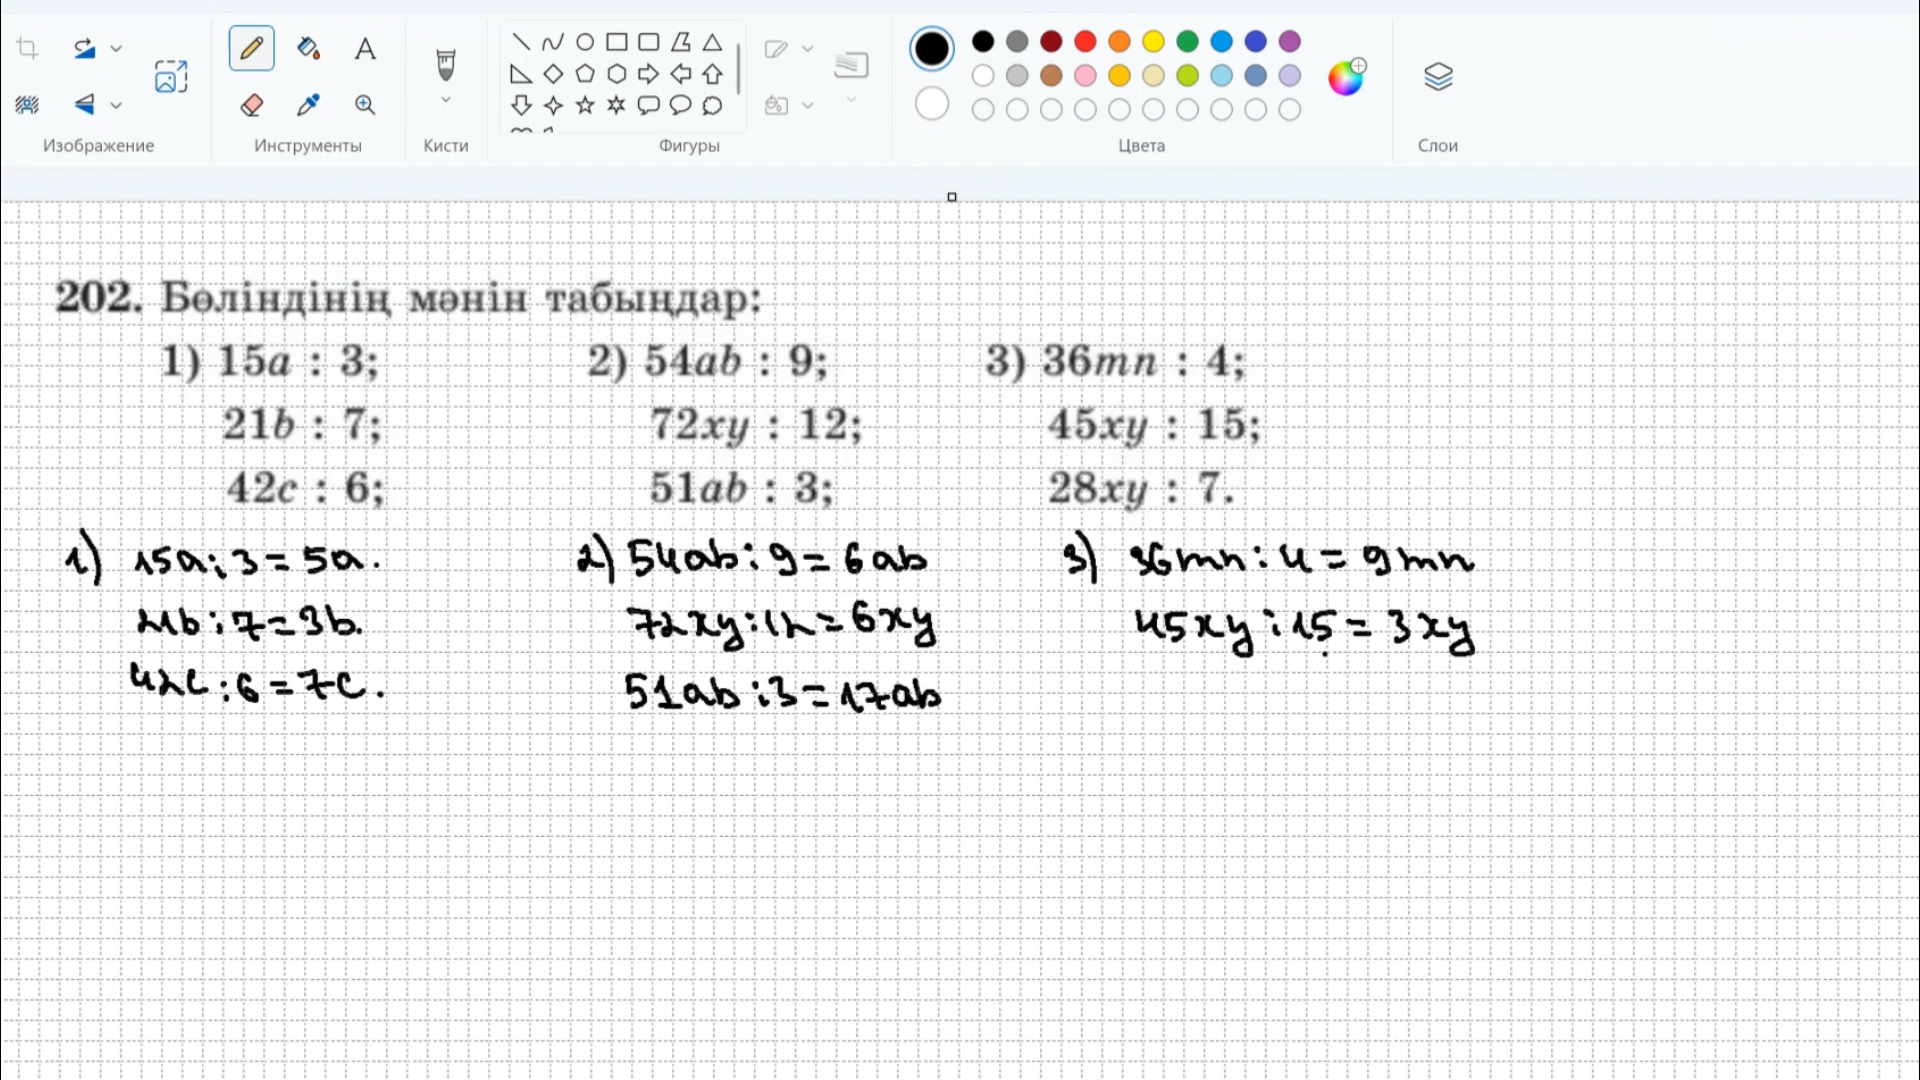 Изображение
Инструменты
Кисти
Фигуры
Цвета
Слои
202. Бөліндінің мәнін табыңдар:
1) 15a : 3; 2) 54ab : 9; 3) 36mn : 4;
21b : 7; 72xy : 12; 45xy : 15;
42c : 6; 51ab : 3; 28xy : 7.
1) 15a : 3 = 5a. 2) 54ab : 9 = 6ab 3) 36mn : 4 = 9mn
21b : 7 = 3b. 72xy : 12 = 6xy 45xy : 15 = 3xy
42c : 6 = 7c. 51ab : 3 = 17ab